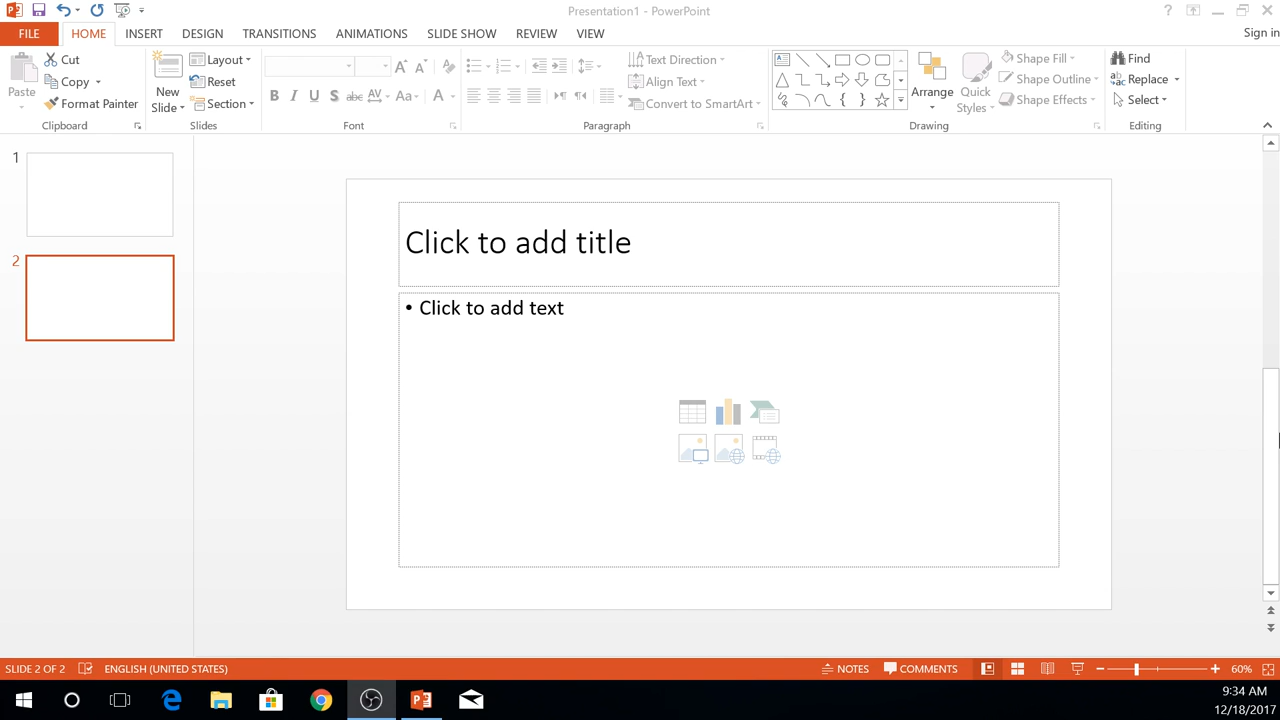 Presentation1 - PowerPoint
FILE HOME INSERT DESIGN TRANSITIONS ANIMATIONS SLIDE SHOW REVIEW VIEW Sign in
Paste
Cut
Copy
Format Painter
Clipboard
New
Slide
Layout
Reset
Section
Slides
B I U S abc AV Aa A
Font
Text Direction
Align Text
Convert to SmartArt
Paragraph
Arrange
Quick
Styles
Shape Fill
Shape Outline
Shape Effects
Drawing
Find
Replace
Select
Editing
1
2
Click to add title
• Click to add text
SLIDE 2 OF 2 ENGLISH (UNITED STATES) NOTES COMMENTS 60%
9:34 AM
12/18/2017